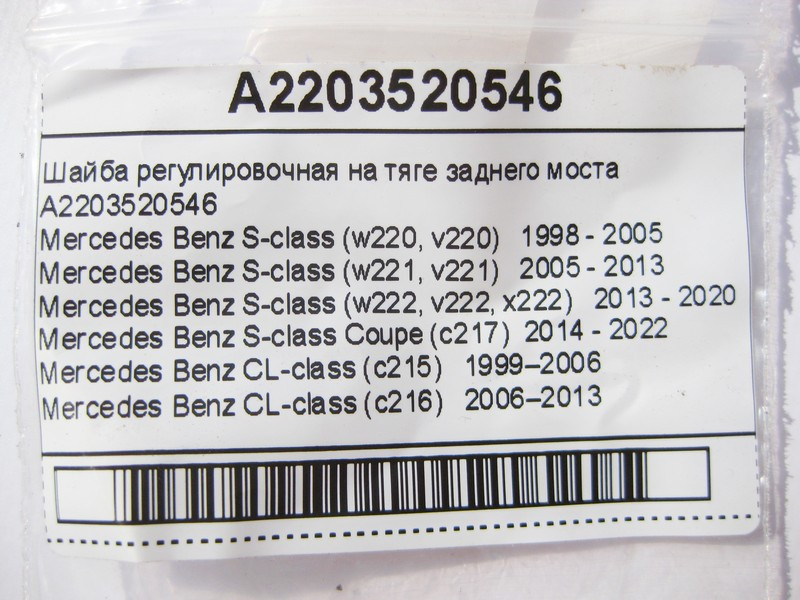 A2203520546
Шайба регулировочная на тяге заднего моста
A2203520546
Mercedes Benz S-class (w220, v220) 1998 - 2005
Mercedes Benz S-class (w221, v221) 2005 - 2013
Mercedes Benz S-class (w222, v222, x222) 2013 - 2020
Mercedes Benz S-class Coupe (c217) 2014 - 2022
Mercedes Benz CL-class (c215) 1999–2006
Mercedes Benz CL-class (c216) 2006–2013